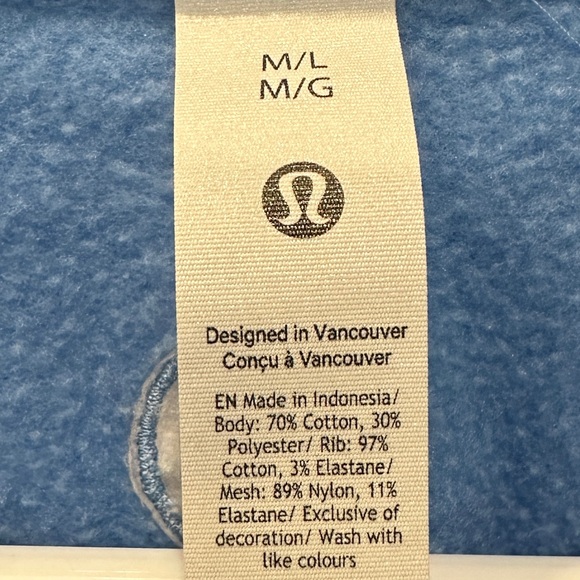 M/L
M/G
Designed in Vancouver
Conçu à Vancouver
EN Made in Indonesia/
Body: 70% Cotton, 30%
Polyester/ Rib: 97%
Cotton, 3% Elastane/
Mesh: 89% Nylon, 11%
Elastane/ Exclusive of
decoration/ Wash with
like colours